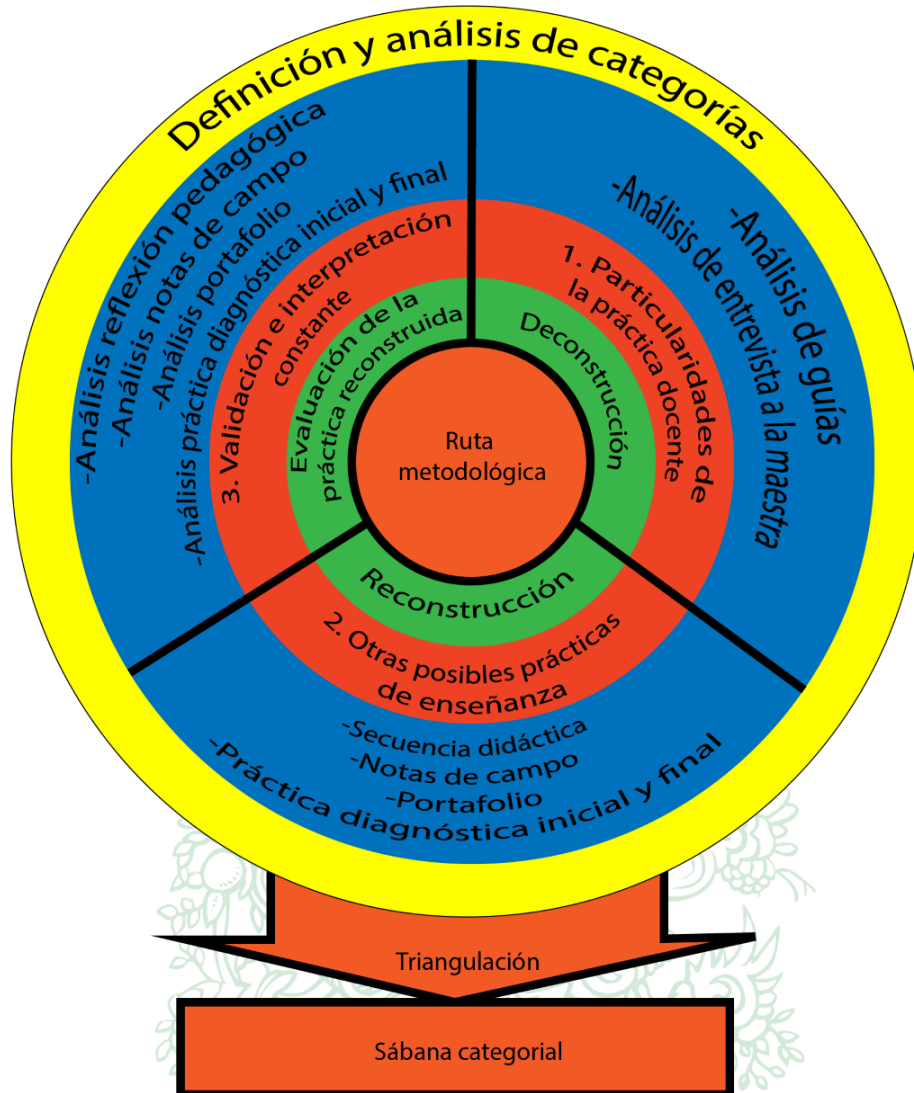 Definición y análisis de categorías
-Análisis reflexión pedagógica
-Análisis notas de campo
-Análisis portafolio
-Análisis práctica diagnóstica inicial y final
3. Validación e interpretación
constante
Evaluación de la
práctica reconstruida
-Análisis de guías
-Análisis de entrevista a la maestra
1. Particularidades de
la práctica docente
Deconstrucción
Ruta
metodológica
Reconstrucción
2. Otras posibles prácticas
de enseñanza
-Secuencia didáctica
-Notas de campo
-Portafolio
-Práctica diagnóstica inicial y final
Triangulación
Sábana categorial